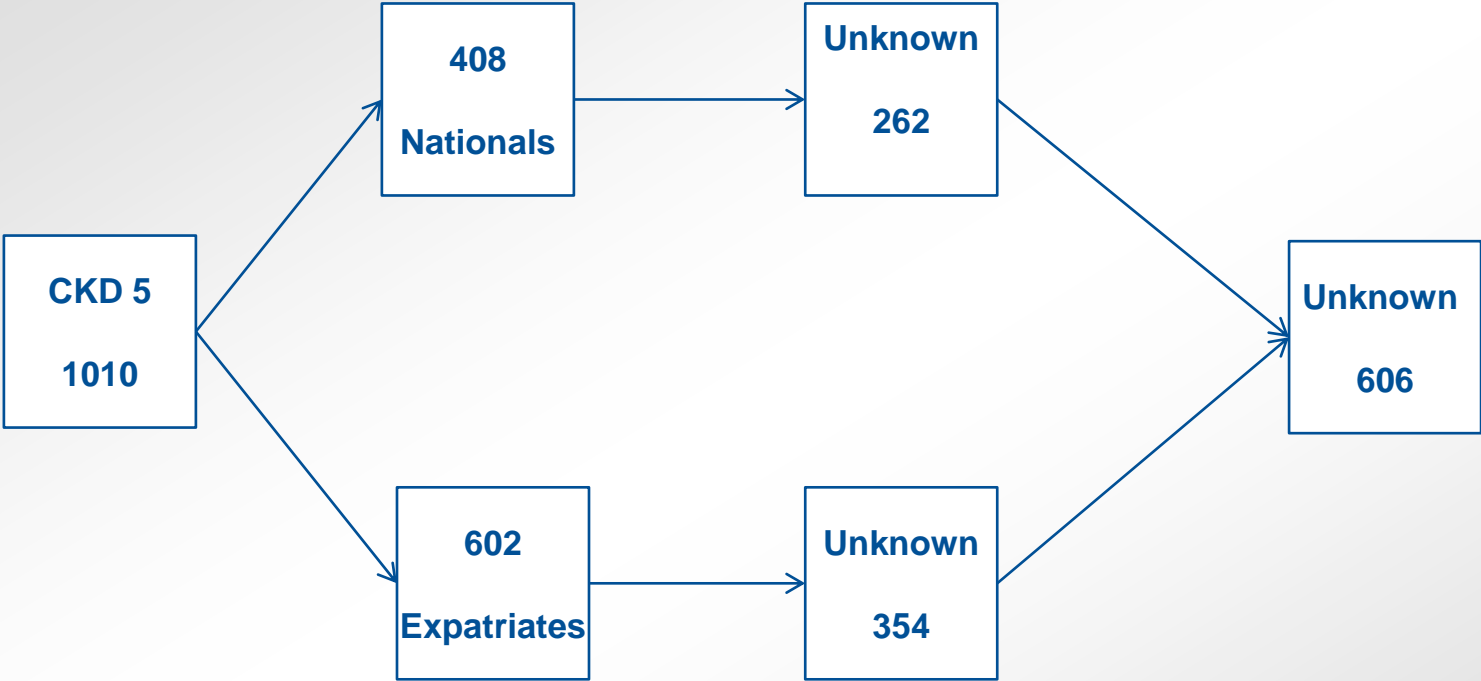 CKD 5
1010
408
Nationals
602
Expatriates
Unknown
262
Unknown
354
Unknown
606